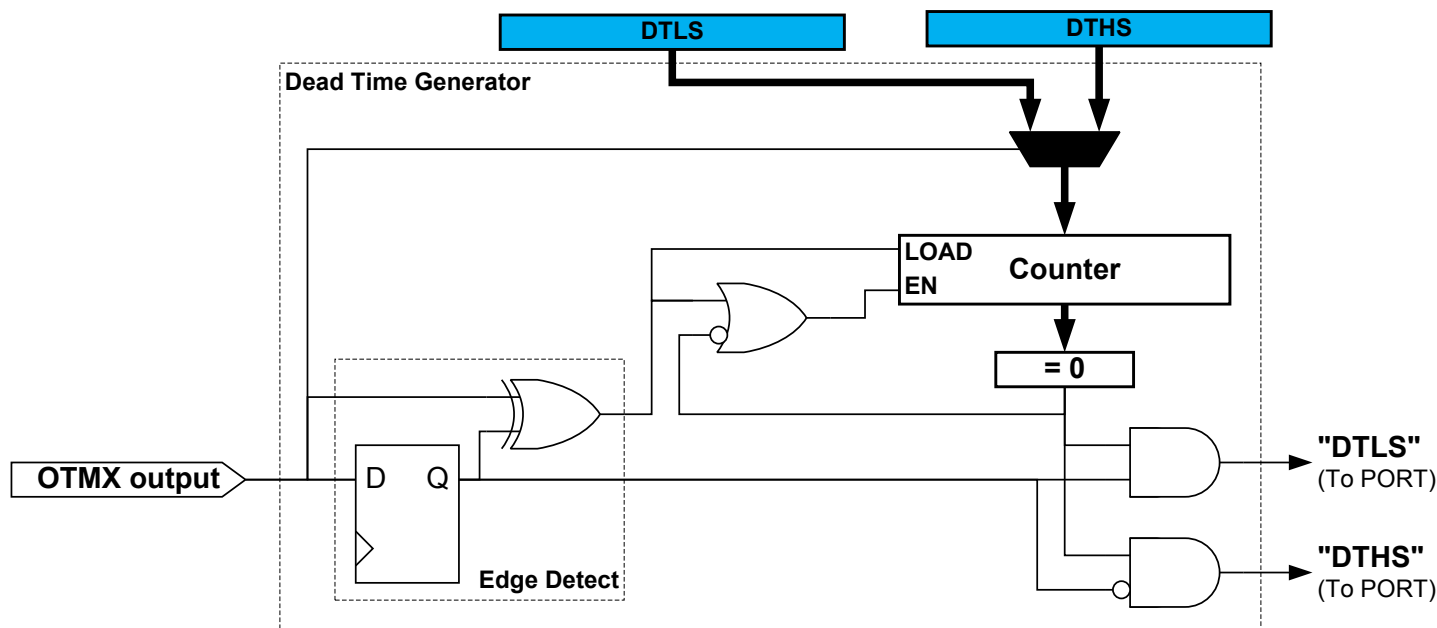 DTLS
DTHS
Dead Time Generator
LOAD
Counter
EN
= 0
OTMX output
D
Q
"DTLS"
(To PORT)
Edge Detect
"DTHS"
(To PORT)